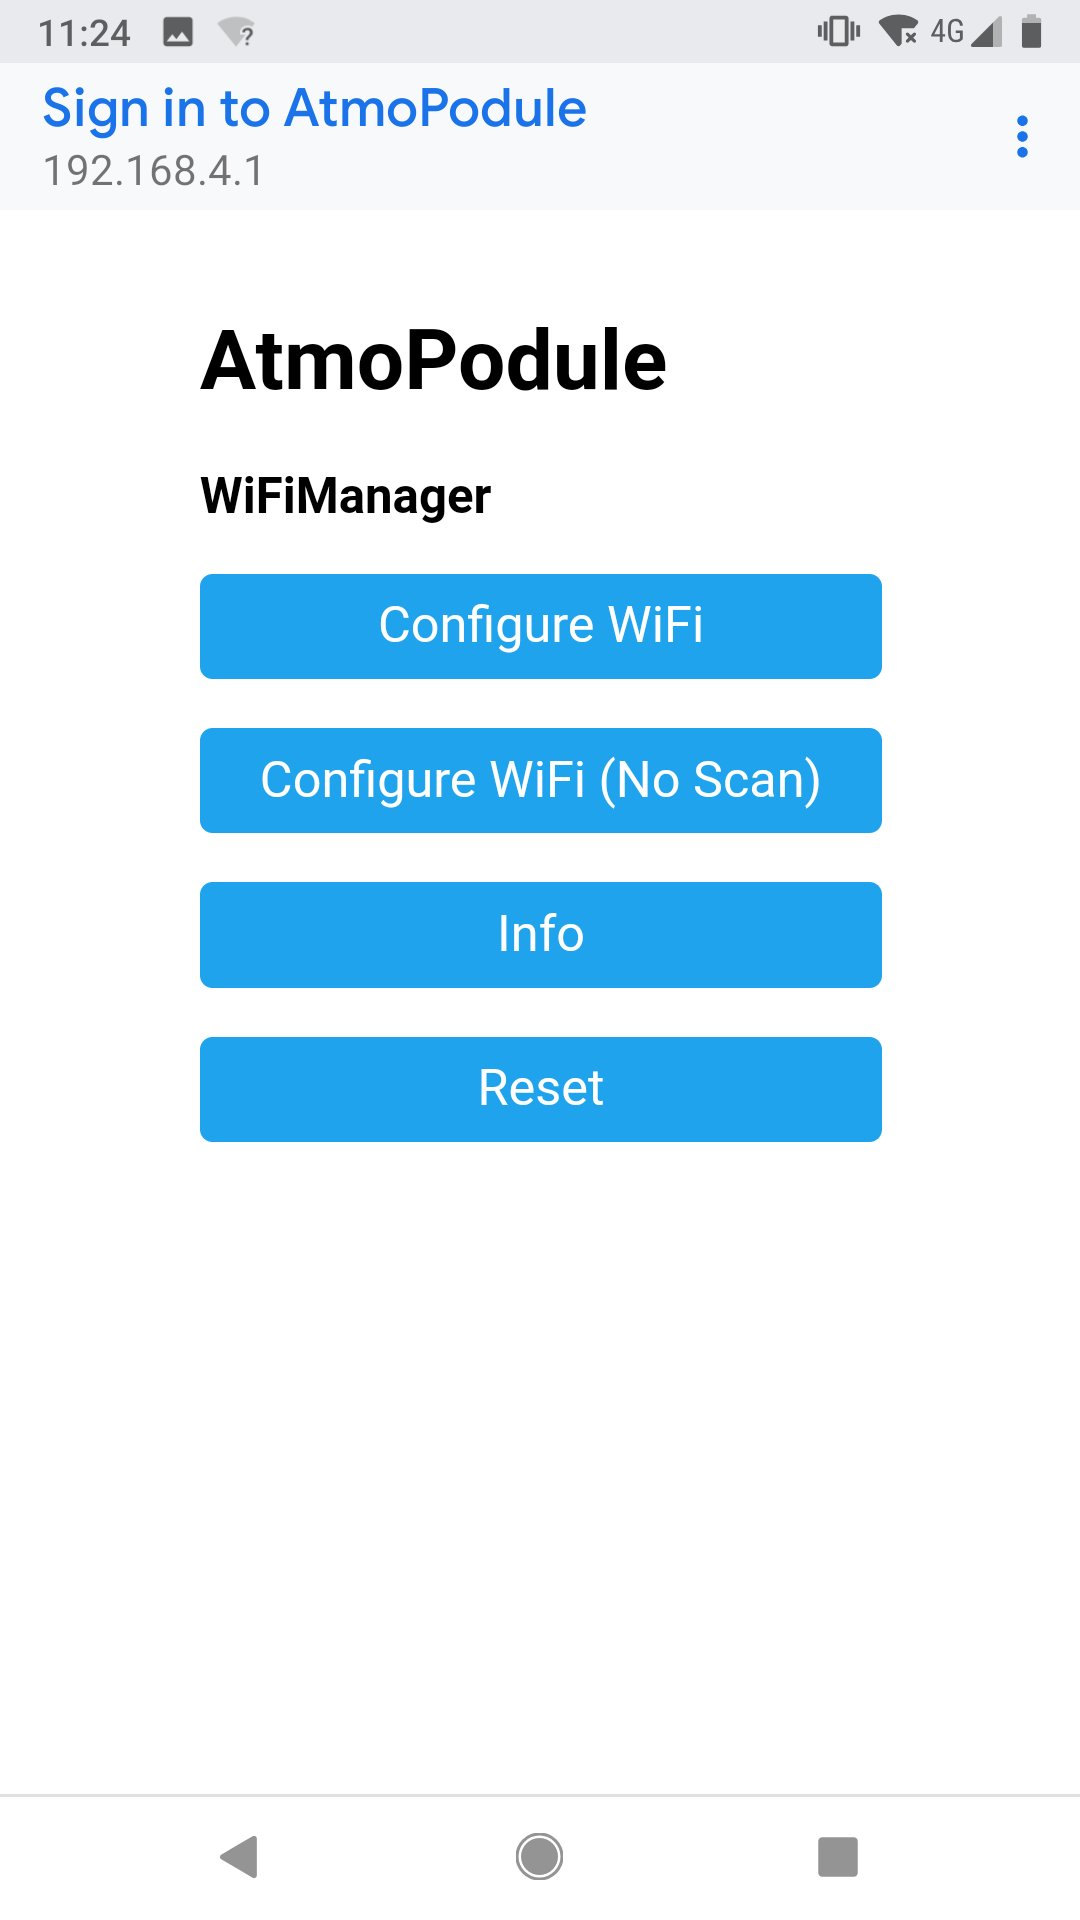 11:24 4G
Sign in to AtmoPodule
192.168.4.1
AtmoPodule
WiFiManager
Configure WiFi
Configure WiFi (No Scan)
Info
Reset